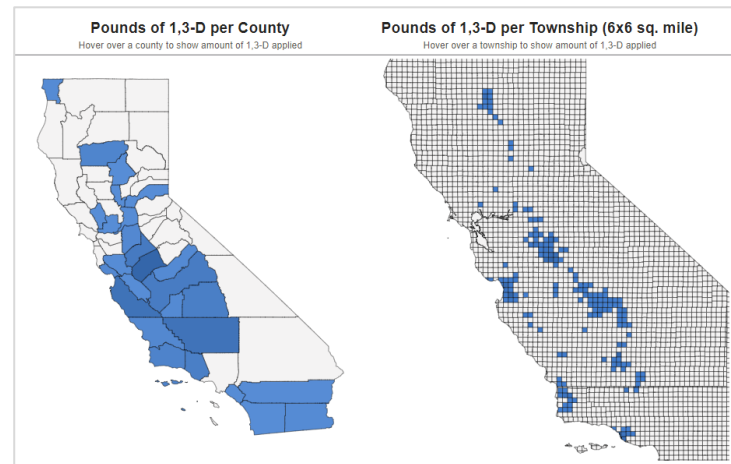 Pounds of 1,3-D per County
Hover over a county to show amount of 1,3-D applied
Pounds of 1,3-D per Township (6x6 sq. mile)
Hover over a township to show amount of 1,3-D applied